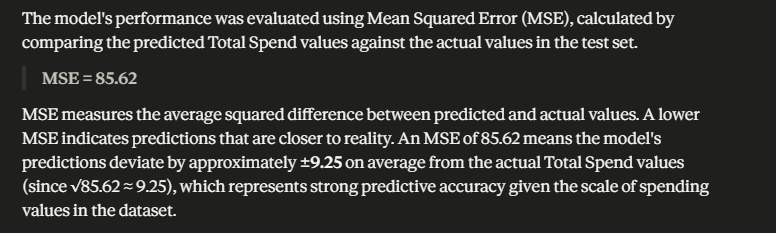 The model's performance was evaluated using Mean Squared Error (MSE), calculated by
comparing the predicted Total Spend values against the actual values in the test set.
MSE = 85.62
MSE measures the average squared difference between predicted and actual values. A lower
MSE indicates predictions that are closer to reality. An MSE of 85.62 means the model's
predictions deviate by approximately ±9.25 on average from the actual Total Spend values
(since √85.62 ≈ 9.25), which represents strong predictive accuracy given the scale of spending
values in the dataset.